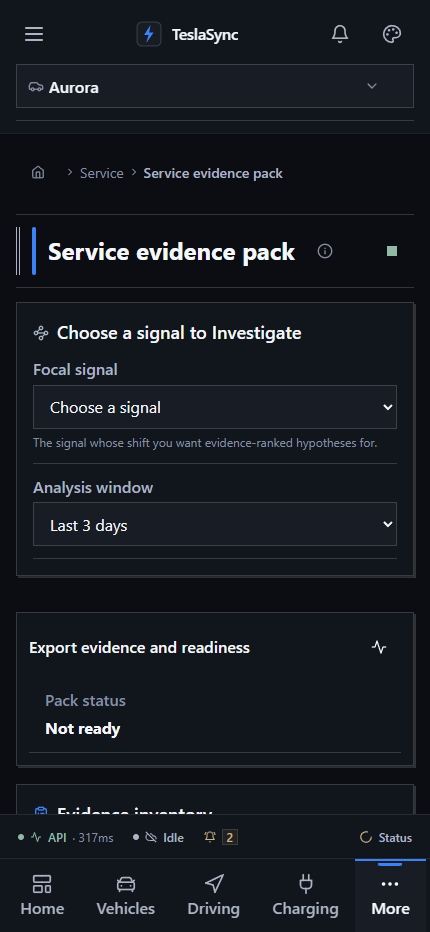 TeslaSync
Aurora
Service
Service evidence pack
Service evidence pack
Choose a signal to Investigate
Focal signal
Choose a signal
The signal whose shift you want evidence-ranked hypotheses for.
Analysis window
Last 3 days
Export evidence and readiness
Pack status
Not ready
Evidence inventory
API · 317ms
Idle
2
Status
Home
Vehicles
Driving
Charging
More